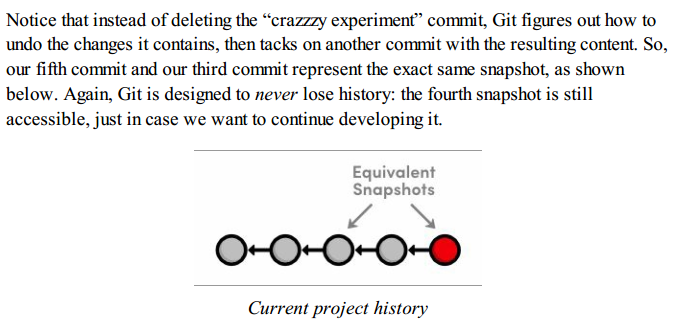 Notice that instead of deleting the “crazzzy experiment” commit, Git figures out how to
undo the changes it contains, then tacks on another commit with the resulting content. So,
our fifth commit and our third commit represent the exact same snapshot, as shown
below. Again, Git is designed to never lose history: the fourth snapshot is still
accessible, just in case we want to continue developing it.
Equivalent
Snapshots
Current project history